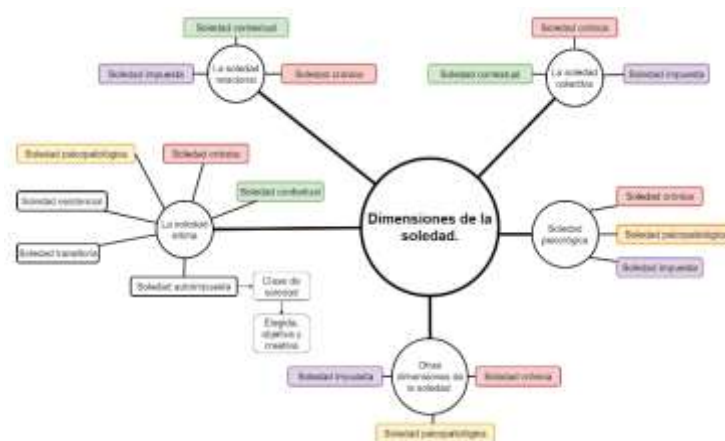 Soledad contextual
La soledad
relacional
Soledad impuesta
Soledad crónica
Soledad crónica
Soledad contextual
La soledad
colectiva
Soledad impuesta
Soledad psicopatológica
Soledad crónica
Soledad existencial
Soledad contextual
La soledad
íntima
Soledad transitoria
Soledad autoimpuesta
Clase de
soledad
Elegida,
objetiva y
creativa
Dimensiones de la
soledad.
Soledad
psicológica
Soledad crónica
Soledad psicopatológica
Soledad impuesta
Otras
dimensiones de
la soledad
Soledad impuesta
Soledad crónica
Soledad psicopatológica